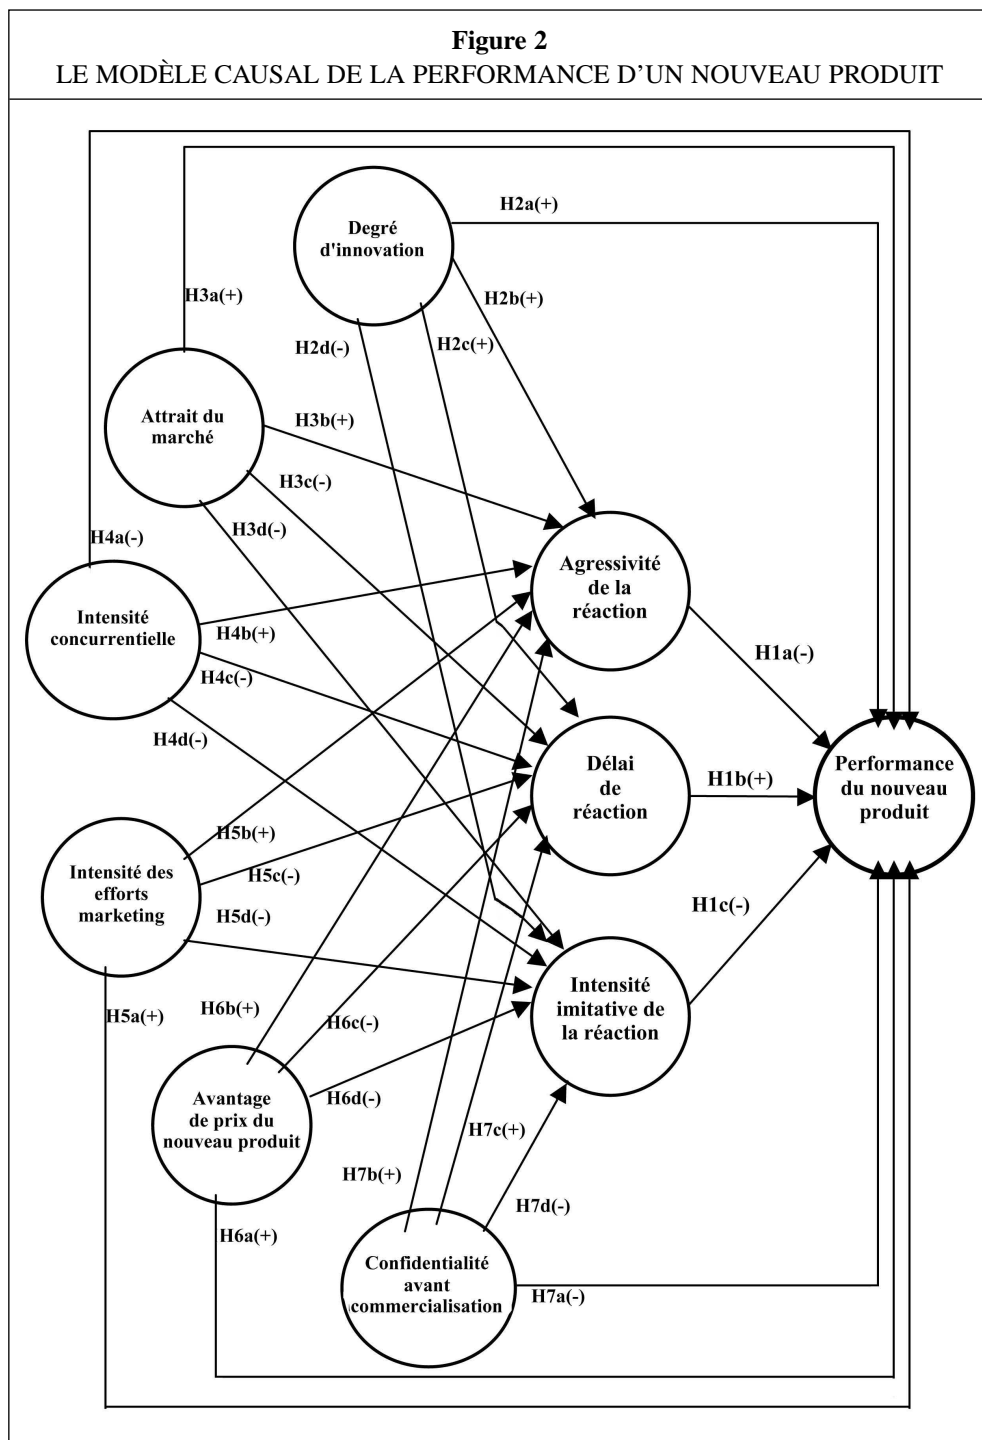 Figure 2
LE MODÈLE CAUSAL DE LA PERFORMANCE D'UN NOUVEAU PRODUIT
Degré
d'innovation
H2a(+)
H2b(+)
H2c(+)
H2d(-)
H3a(+)
Attrait du
marché
H3b(+)
H3c(-)
H3d(-)
H4a(-)
Intensité
concurrentielle
H4b(+)
H4c(-)
H4d(-)
Agressivité
de la
réaction
H1a(-)
Délai
de
réaction
H1b(+)
Performance
du nouveau
produit
H1c(-)
Intensité des
efforts
marketing
H5b(+)
H5c(-)
H5d(-)
H5a(+)
Intensité
imitative de
la réaction
H6b(+)
H6c(-)
H6d(-)
Avantage
de prix du
nouveau produit
H6a(+)
H7b(+)
H7c(+)
H7d(-)
Confidentialité
avant
commercialisation
H7a(-)